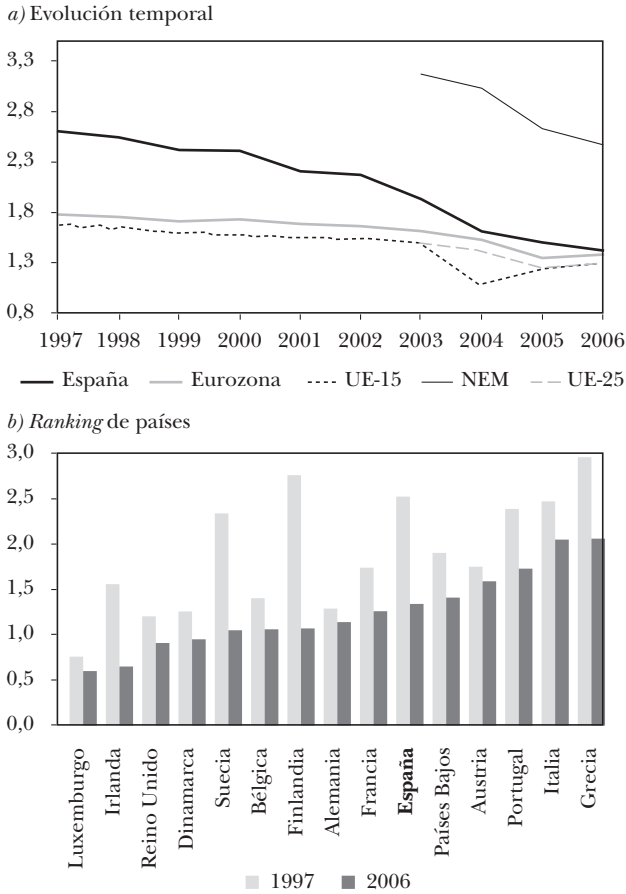 a) Evolución temporal
3,3
2,8
2,3
1,8
1,3
0,8
1997 1998 1999 2000 2001 2002 2003 2004 2005 2006
España Eurozona UE-15 NEM UE-25
b) Ranking de países
3,0
2,5
2,0
1,5
1,0
0,5
0,0
Luxemburgo
Irlanda
Reino Unido
Dinamarca
Suecia
Bélgica
Finlandia
Alemania
Francia
España
Países Bajos
Austria
Portugal
Italia
Grecia
1997 2006